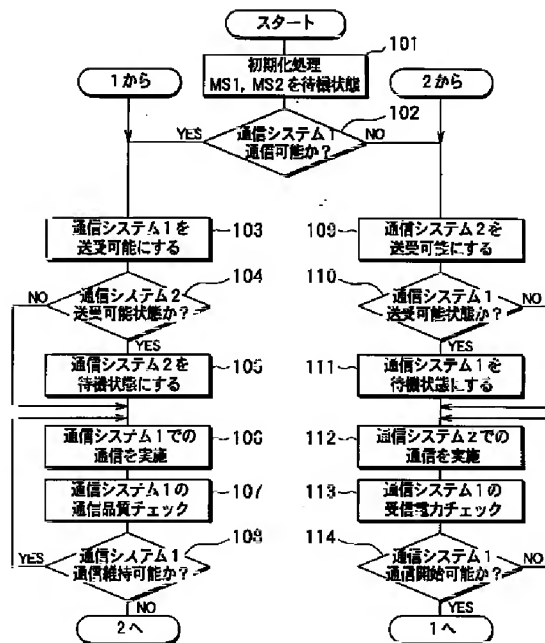 スタート
101
初期化処理
MS1, MS2を待機状態
1から
2から
102
YES
通信システム1
通信可能か?
NO
通信システム1を
送受可能にする
103
109
通信システム2を
送受可能にする
104
NO
通信システム2
送受可能状態か?
110
通信システム1
送受可能状態か?
NO
YES
YES
通信システム2を
待機状態にする
105
111
通信システム1を
待機状態にする
通信システム1での
通信を実施
106
112
通信システム2での
通信を実施
通信システム1の
通信品質チェック
107
113
通信システム1の
受信電力チェック
108
YES
通信システム1
通信維持可能か?
114
通信システム1
通信開始可能か?
NO
NO
YES
2へ
1へ